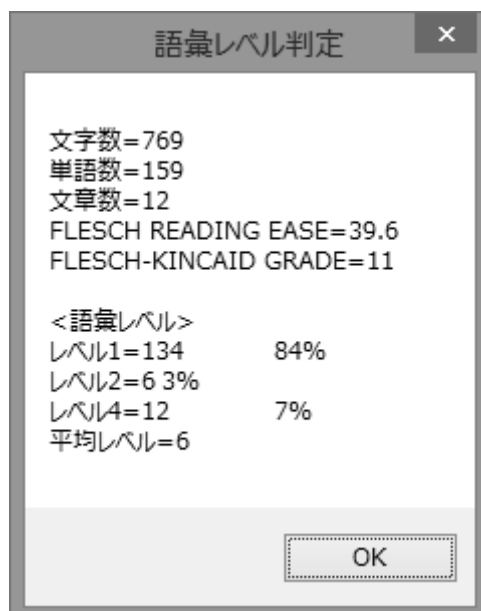 語彙レベル判定
×
文字数=769
単語数=159
文章数=12
FLESCH READING EASE=39.6
FLESCH-KINCAID GRADE=11
<語彙レベル>
レベル1=134 84%
レベル2=6 3%
レベル4=12 7%
平均レベル=6
OK